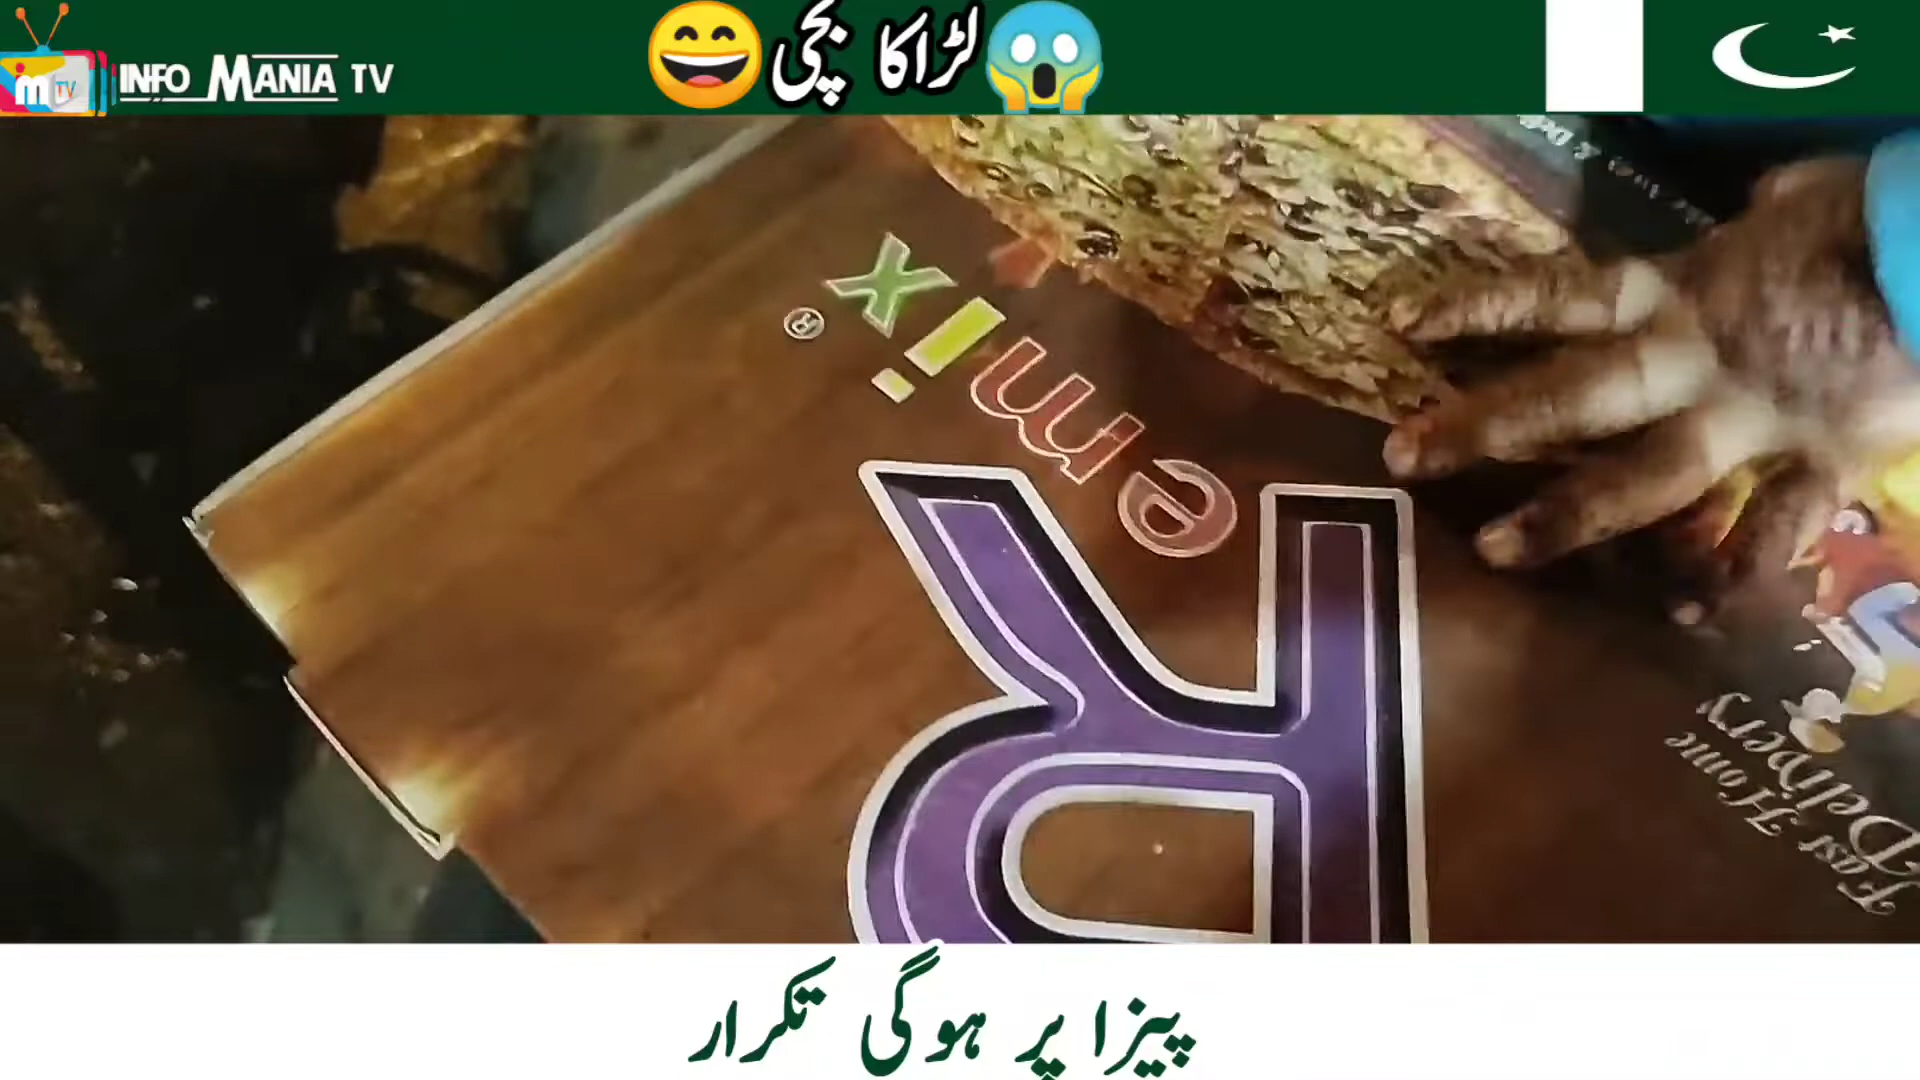 INFO MANIA TV
لڑاکا بچی
Remix®
Fast Home
Delivery
پیزا پر ہوگی تکرار